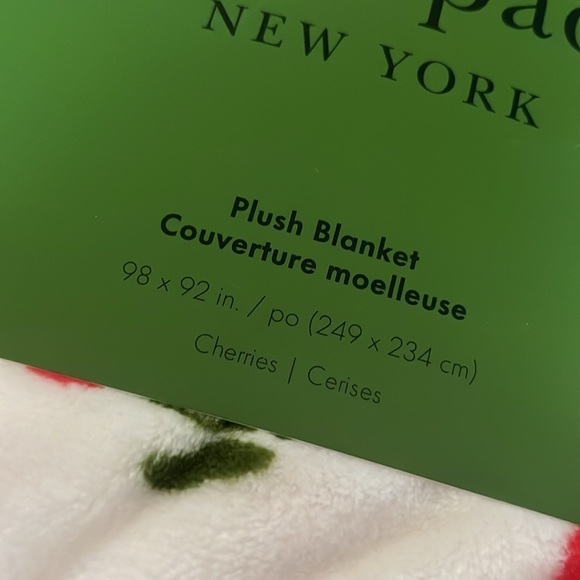 NEW YORK
Plush Blanket
Couverture moelleuse
98 x 92 in. / po (249 x 234 cm)
Cherries | Cerises